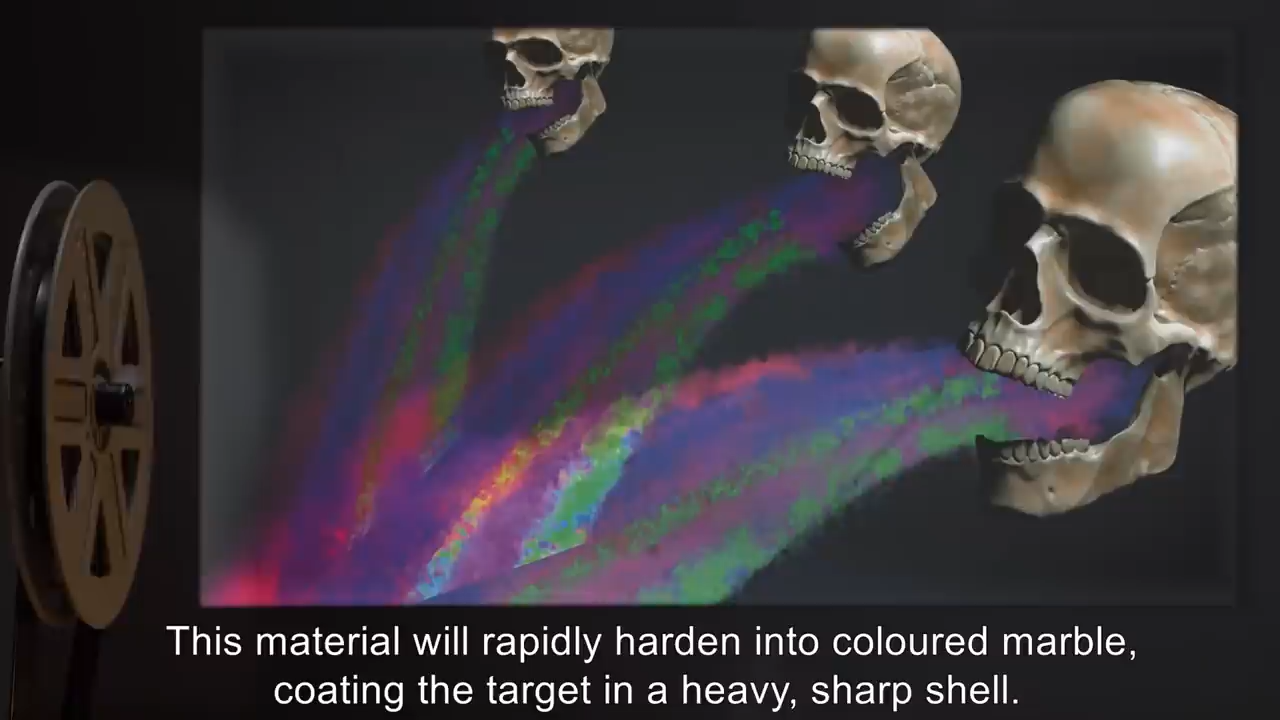 This material will rapidly harden into coloured marble,
coating the target in a heavy, sharp shell.